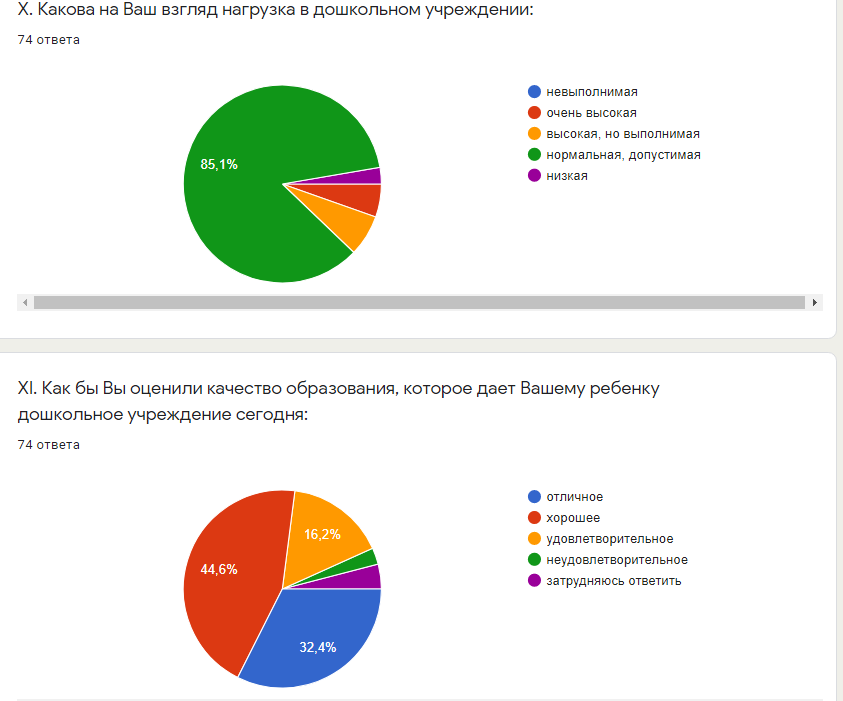 X. Какова на Ваш взгляд нагрузка в дошкольном учреждении:
74 ответа
85,1%
невыполнимая
очень высокая
высокая, но выполнимая
нормальная, допустимая
низкая
XI. Как бы Вы оценили качество образования, которое дает Вашему ребенку
дошкольное учреждение сегодня:
74 ответа
16,2%
44,6%
32,4%
отличное
хорошее
удовлетворительное
неудовлетворительное
затрудняюсь ответить